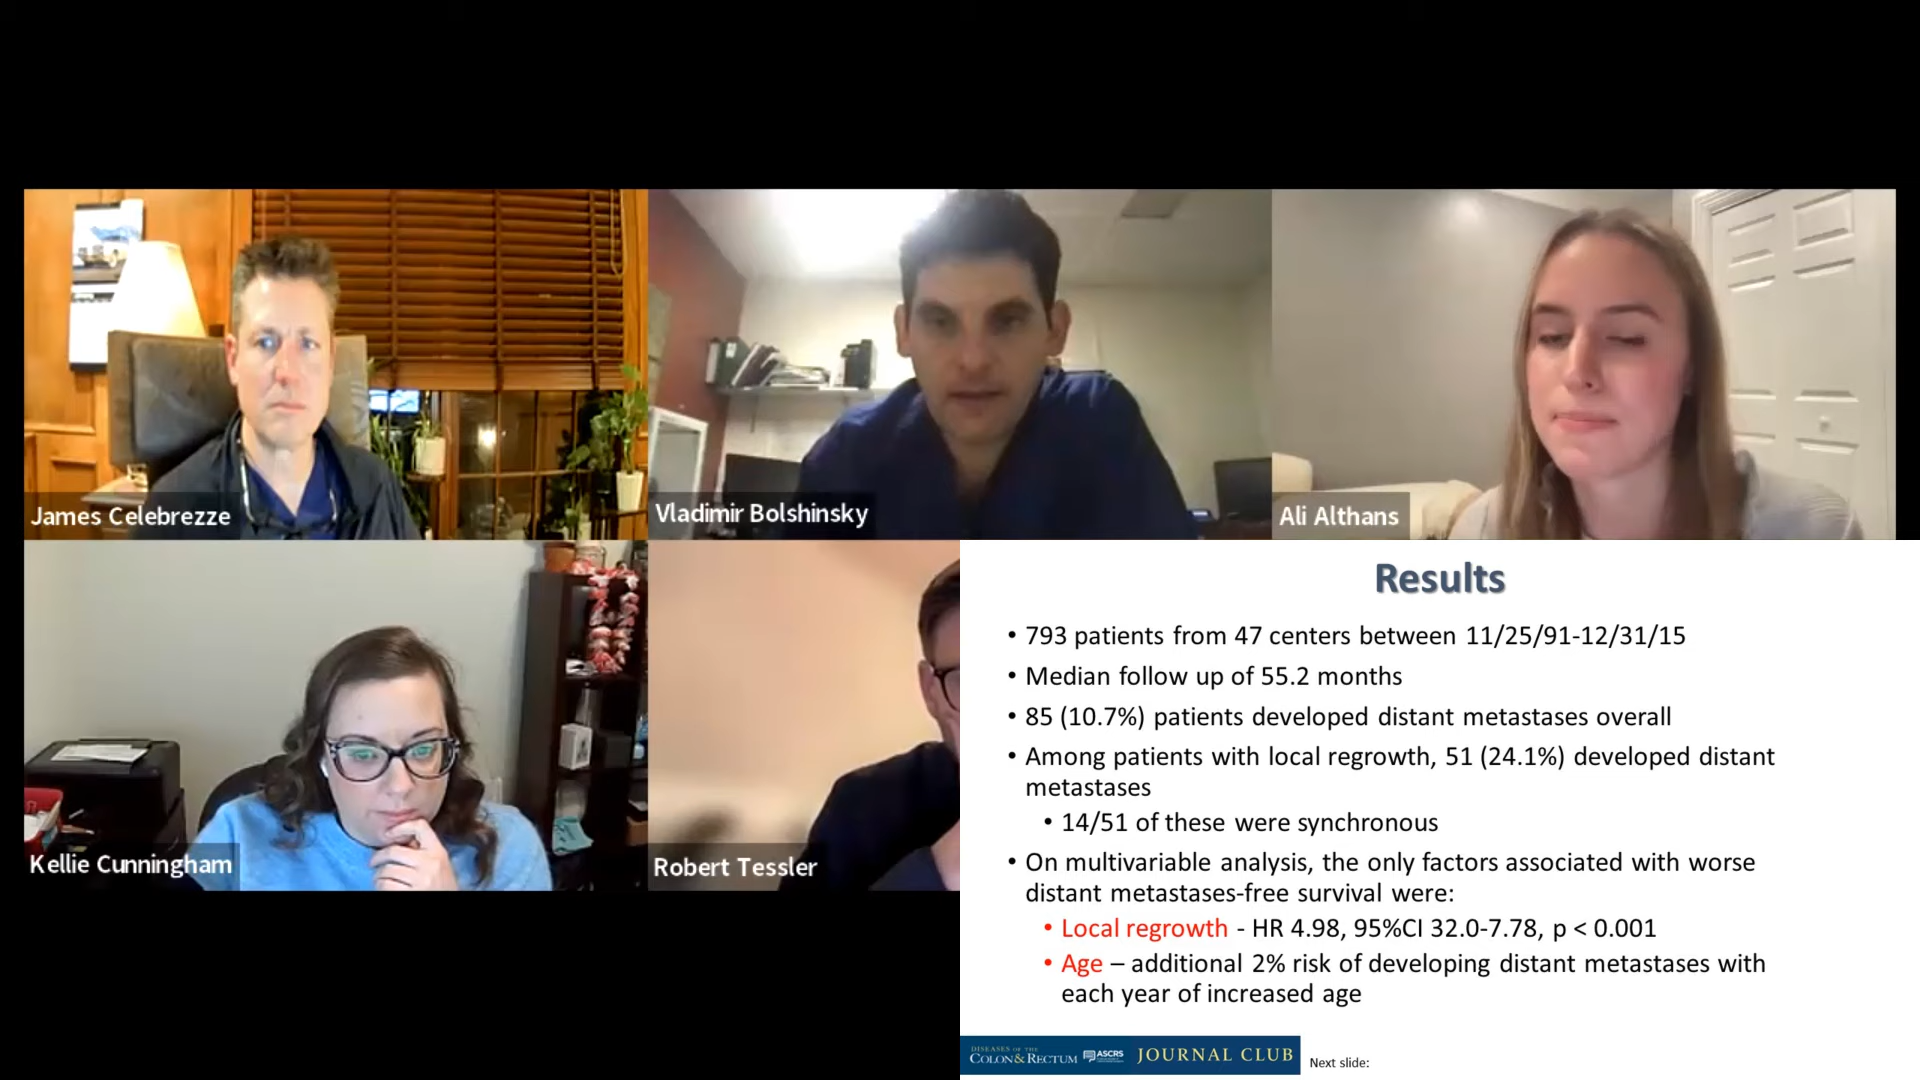 James Celebrezze
Vladimir Bolshinsky
Ali Althans
Kellie Cunningham
Robert Tessler
Results
• 793 patients from 47 centers between 11/25/91-12/31/15
• Median follow up of 55.2 months
• 85 (10.7%) patients developed distant metastases overall
• Among patients with local regrowth, 51 (24.1%) developed distant
metastases
• 14/51 of these were synchronous
• On multivariable analysis, the only factors associated with worse
distant metastases-free survival were:
• Local regrowth - HR 4.98, 95%CI 32.0-7.78, p < 0.001
• Age – additional 2% risk of developing distant metastases with
each year of increased age
DISEASES OF THE
COLON&RECTUM
ASCRS
JOURNAL CLUB
Next slide: